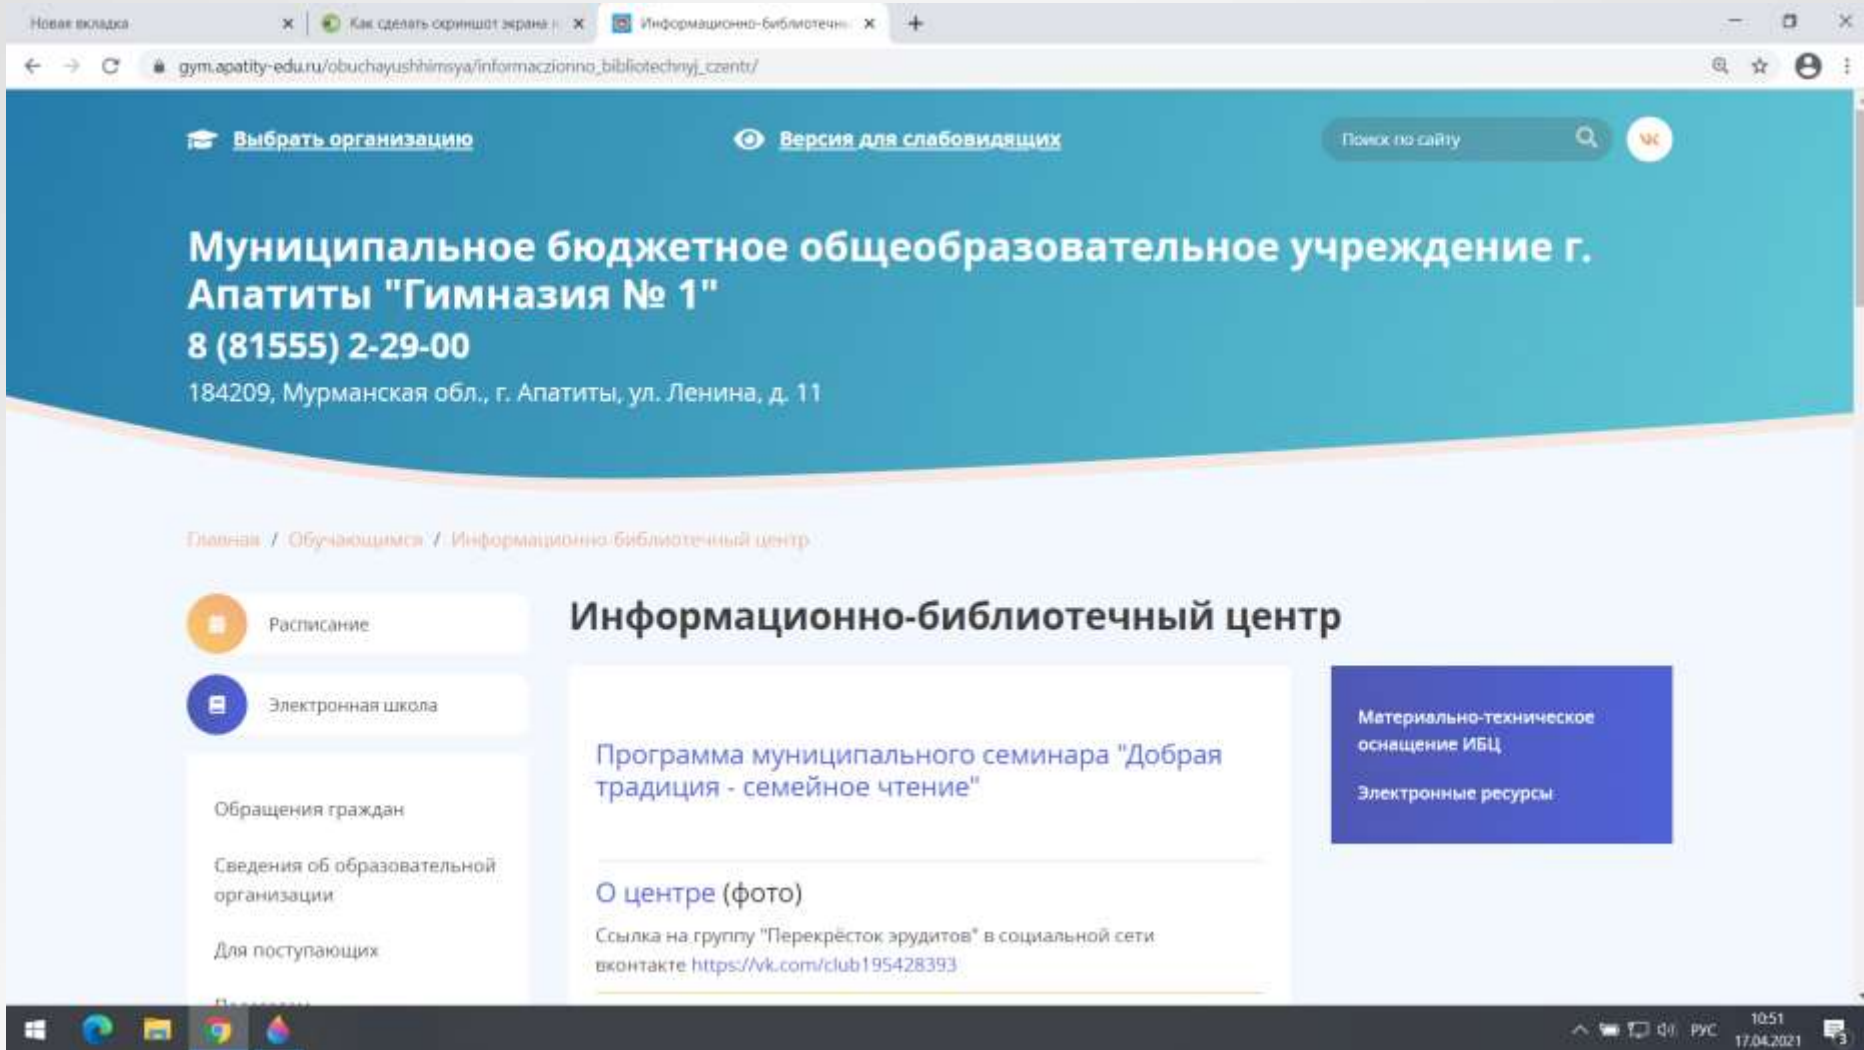 Новая вкладка
Как сделать скриншот экрана
Информационно-библиотечн
gym.apatity-edu.ru/obuchayushhimsya/informaczionno_bibliotechnyj_czentr/
Выбрать организацию
Версия для слабовидящих
Поиск по сайту
Муниципальное бюджетное общеобразовательное учреждение г.
Апатиты "Гимназия № 1"
8 (81555) 2-29-00
184209, Мурманская обл., г. Апатиты, ул. Ленина, д. 11
Главная / Обучающимся / Информационно-библиотечный центр
Расписание
Электронная школа
Обращения граждан
Сведения об образовательной
организации
Для поступающих
Информационно-библиотечный центр
Программа муниципального семинара "Добрая
традиция - семейное чтение"
О центре (фото)
Ссылка на группу "Перекрёсток эрудитов" в социальной сети
вконтакте https://vk.com/club195428393
Материально-техническое
оснащение ИБЦ
Электронные ресурсы
РУС
10:51
17.04.2021
3